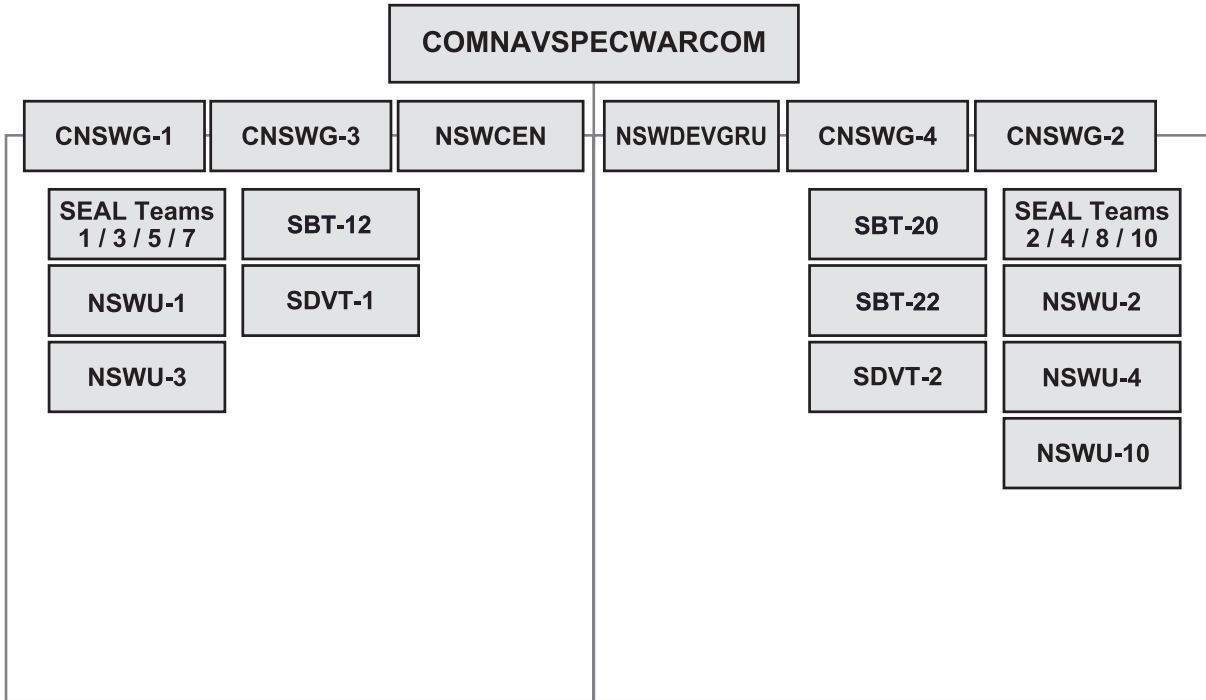 COMNAVSPECWARCOM
CNSWG-1
CNSWG-3
NSWCEN
NSWDEVGRU
CNSWG-4
CNSWG-2
SEAL Teams
1 / 3 / 5 / 7
NSWU-1
NSWU-3
SBT-12
SDVT-1
SBT-20
SBT-22
SDVT-2
SEAL Teams
2 / 4 / 8 / 10
NSWU-2
NSWU-4
NSWU-10